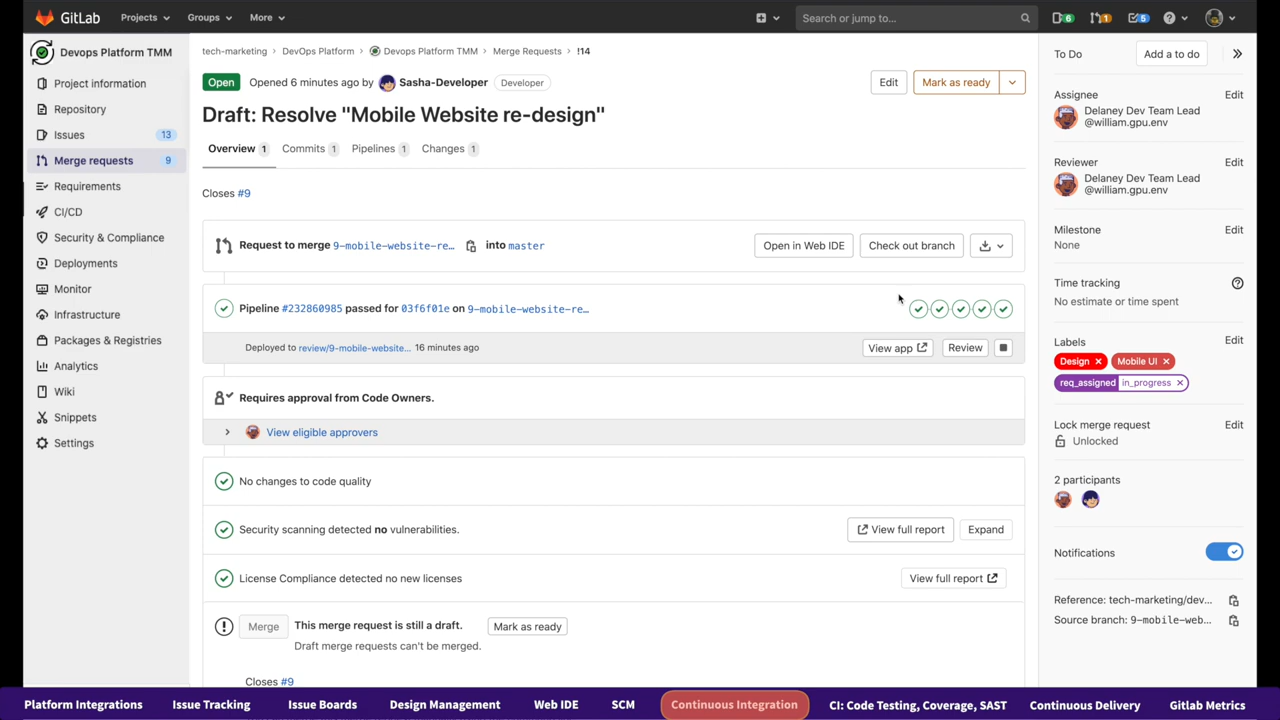 GitLab Projects Groups More Search or jump to... 6 1 5
Devops Platform TMM
Project information
Repository
Issues 13
Merge requests 9
Requirements
CI/CD
Security & Compliance
Deployments
Monitor
Infrastructure
Packages & Registries
Analytics
Wiki
Snippets
Settings
tech-marketing › DevOps Platform › Devops Platform TMM › Merge Requests › !14
Open Opened 6 minutes ago by Sasha-Developer Developer Edit Mark as ready
Draft: Resolve "Mobile Website re-design"
Overview 1 Commits 1 Pipelines 1 Changes 1
Closes #9
Request to merge 9-mobile-website-re… into master Open in Web IDE Check out branch
Pipeline #232860985 passed for 03f6f01e on 9-mobile-website-re…
Deployed to review/9-mobile-website... 16 minutes ago View app Review
Requires approval from Code Owners.
View eligible approvers
No changes to code quality
Security scanning detected no vulnerabilities. View full report Expand
License Compliance detected no new licenses View full report
Merge This merge request is still a draft. Mark as ready
Draft merge requests can't be merged.
Closes #9
To Do Add a to do
Assignee Edit
Delaney Dev Team Lead
@william.gpu.env
Reviewer Edit
Delaney Dev Team Lead
@william.gpu.env
Milestone Edit
None
Time tracking
No estimate or time spent
Labels Edit
Design Mobile UI
req_assigned in_progress
Lock merge request Edit
Unlocked
2 participants
Notifications
Reference: tech-marketing/dev...
Source branch: 9-mobile-web...
Platform Integrations Issue Tracking Issue Boards Design Management Web IDE SCM Continuous Integration CI: Code Testing, Coverage, SAST Continuous Delivery Gitlab Metrics